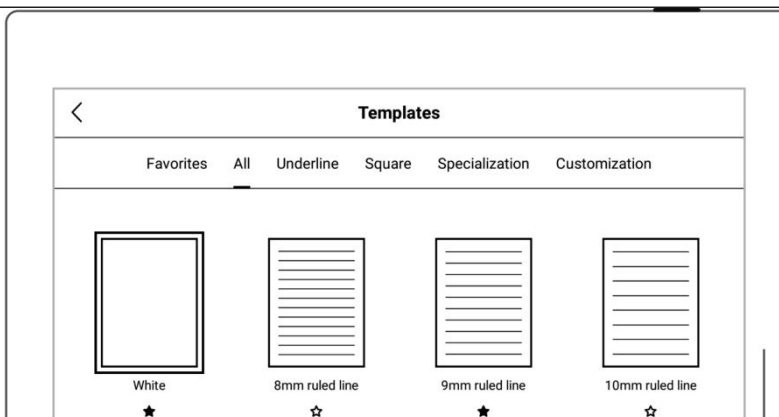 Templates
Favorites All Underline Square Specialization Customization
White 8mm ruled line 9mm ruled line 10mm ruled line